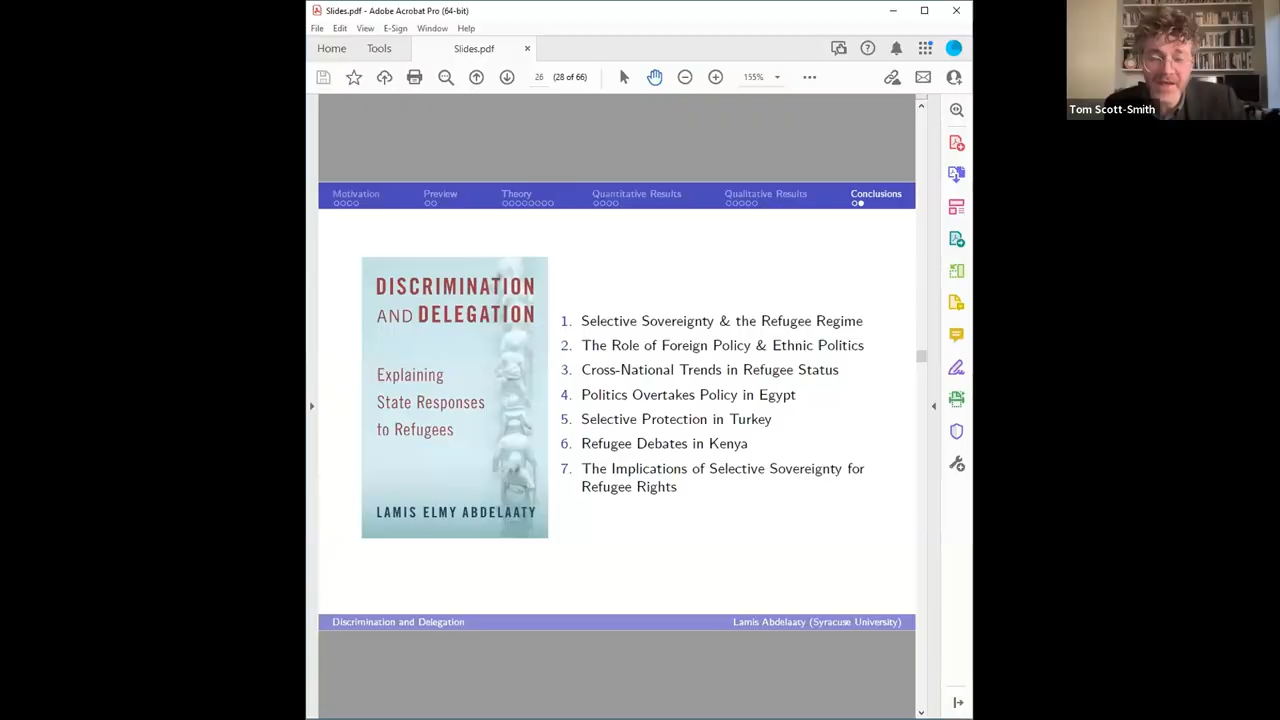 Slides.pdf - Adobe Acrobat Pro (64-bit)
File Edit View E-Sign Window Help
Home Tools Slides.pdf
26 (28 of 66) 155%
Tom Scott-Smith
Motivation Preview Theory Quantitative Results Qualitative Results Conclusions
DISCRIMINATION
AND DELEGATION
Explaining
State Responses
to Refugees
LAMIS ELMY ABDELAATY
1. Selective Sovereignty & the Refugee Regime
2. The Role of Foreign Policy & Ethnic Politics
3. Cross-National Trends in Refugee Status
4. Politics Overtakes Policy in Egypt
5. Selective Protection in Turkey
6. Refugee Debates in Kenya
7. The Implications of Selective Sovereignty for
Refugee Rights
Discrimination and Delegation Lamis Abdelaaty (Syracuse University)